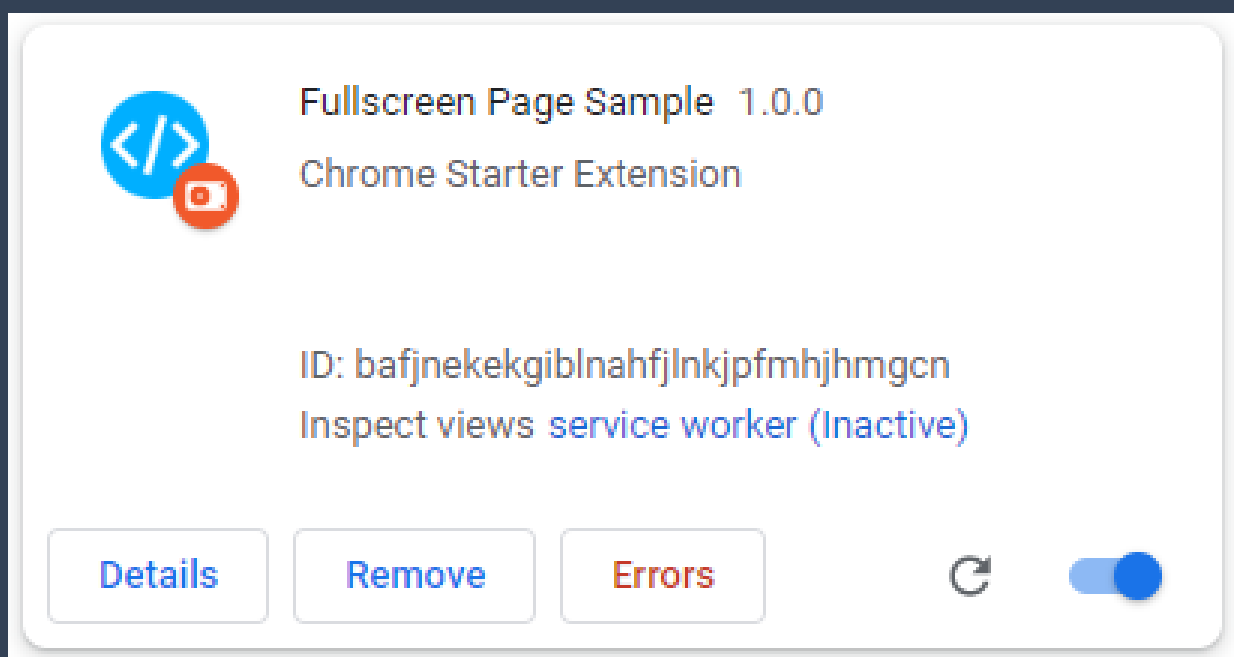 Fullscreen Page Sample 1.0.0
Chrome Starter Extension
ID: bafjnekekgiblnahfjlnkjpfmhjhmgcn
Inspect views service worker (Inactive)
Details Remove Errors